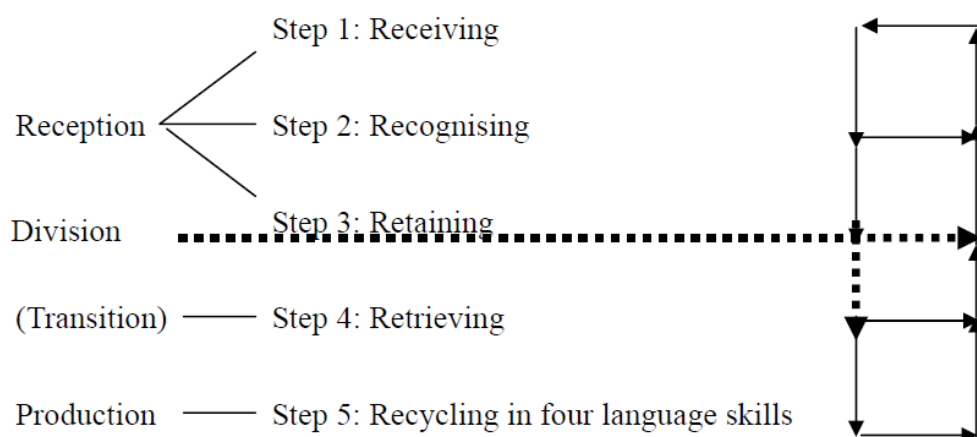 Step 1: Receiving
Reception Step 2: Recognising
Step 3: Retaining
Division
(Transition) Step 4: Retrieving
Production Step 5: Recycling in four language skills